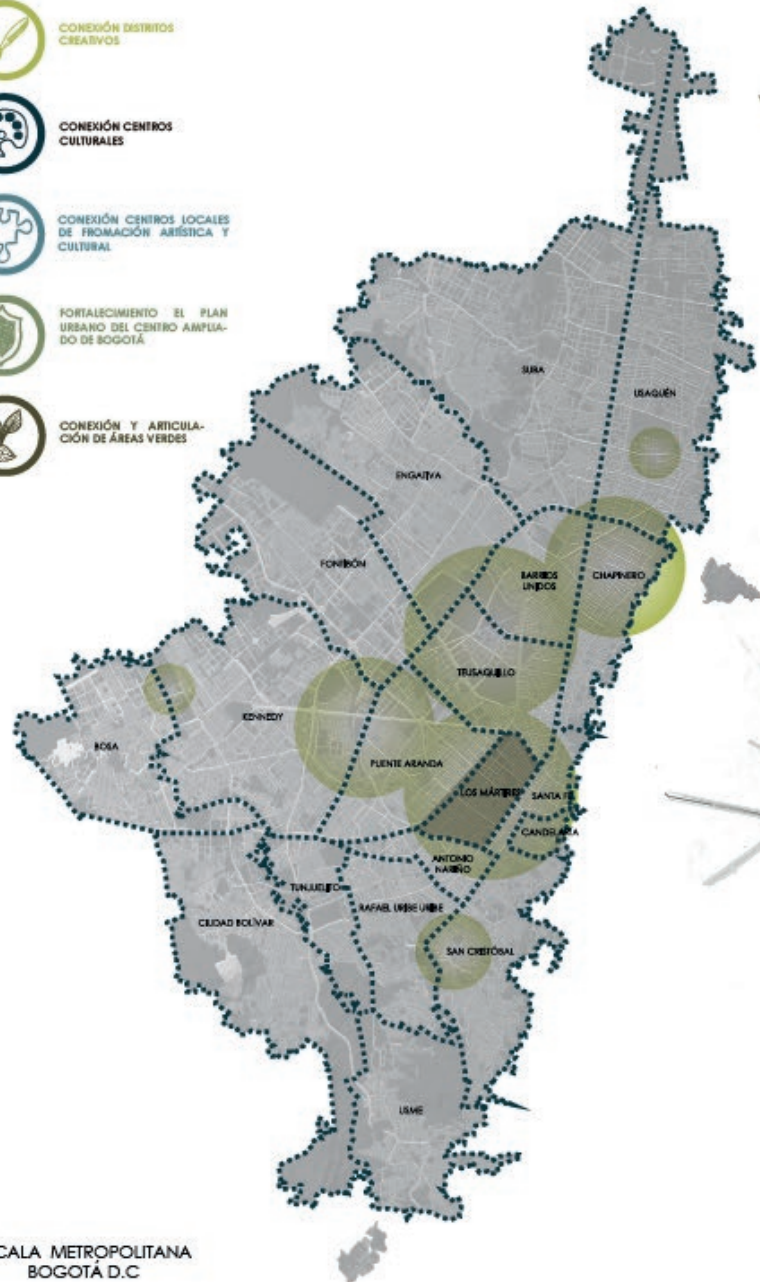 CONEXIÓN DISTRITOS
CREATIVOS
CONEXIÓN CENTROS
CULTURALES
CONEXIÓN CENTROS LOCALES
DE FROMACIÓN ARTÍSTICA Y
CULTURAL
FORTALECIMIENTO EL PLAN
URBANO DEL CENTRO AMPLIA-
DO DE BOGOTÁ
CONEXIÓN Y ARTICULA-
CIÓN DE ÁREAS VERDES
SUBA
USAQUÉN
ENGATIVA
FONTIBÓN
BARRIOS
UNIDOS
CHAPINERO
TEUSAQUILLO
KENNEDY
BOSA
PUENTE ARANDA
LOS MÁRTIRES
SANTA FE
CANDELARIA
ANTONIO
NARIÑO
TUNJUELITO
RAFAEL URIBE URIBE
CIUDAD BOLÍVAR
SAN CRISTÓBAL
USME
CALA METROPOLITANA
BOGOTÁ D.C